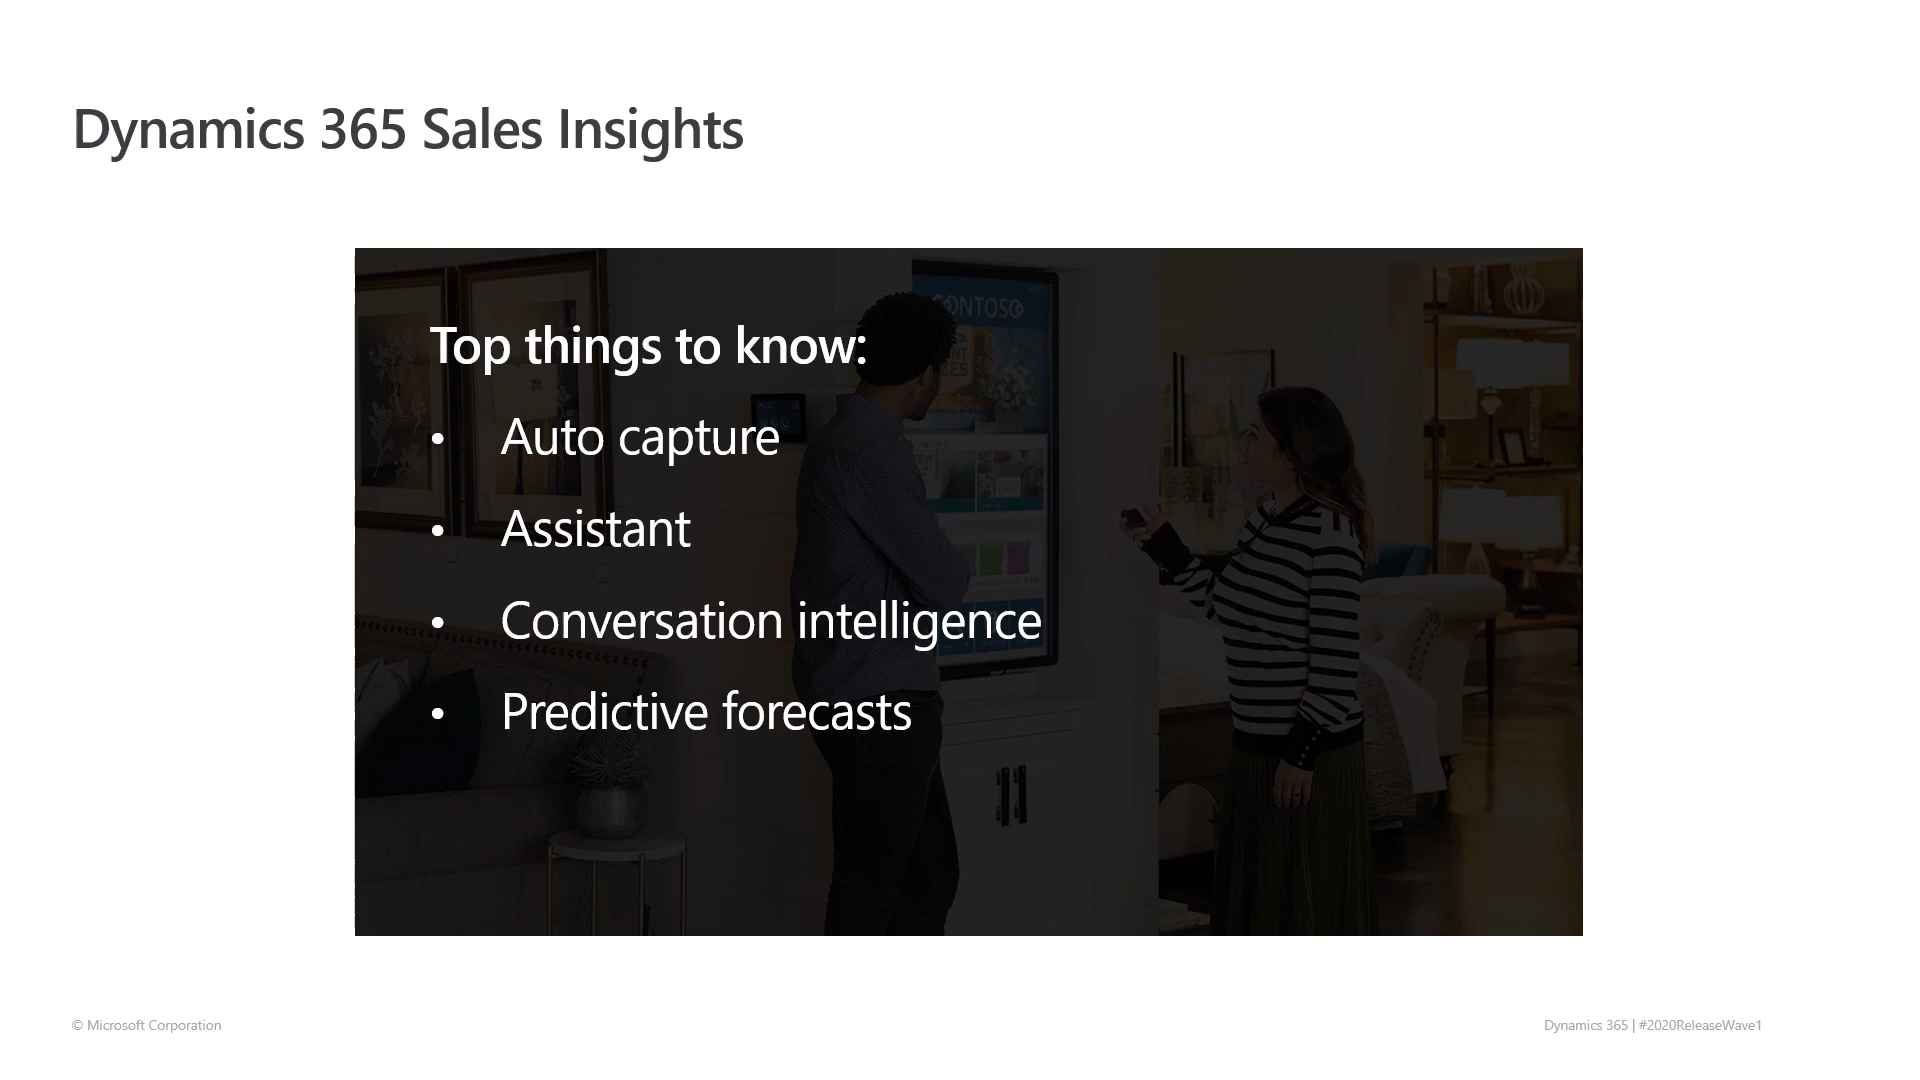 Dynamics 365 Sales Insights
CONTOSO
Top things to know:
• Auto capture
• Assistant
• Conversation intelligence
• Predictive forecasts
© Microsoft Corporation
Dynamics 365 | #2020ReleaseWave1